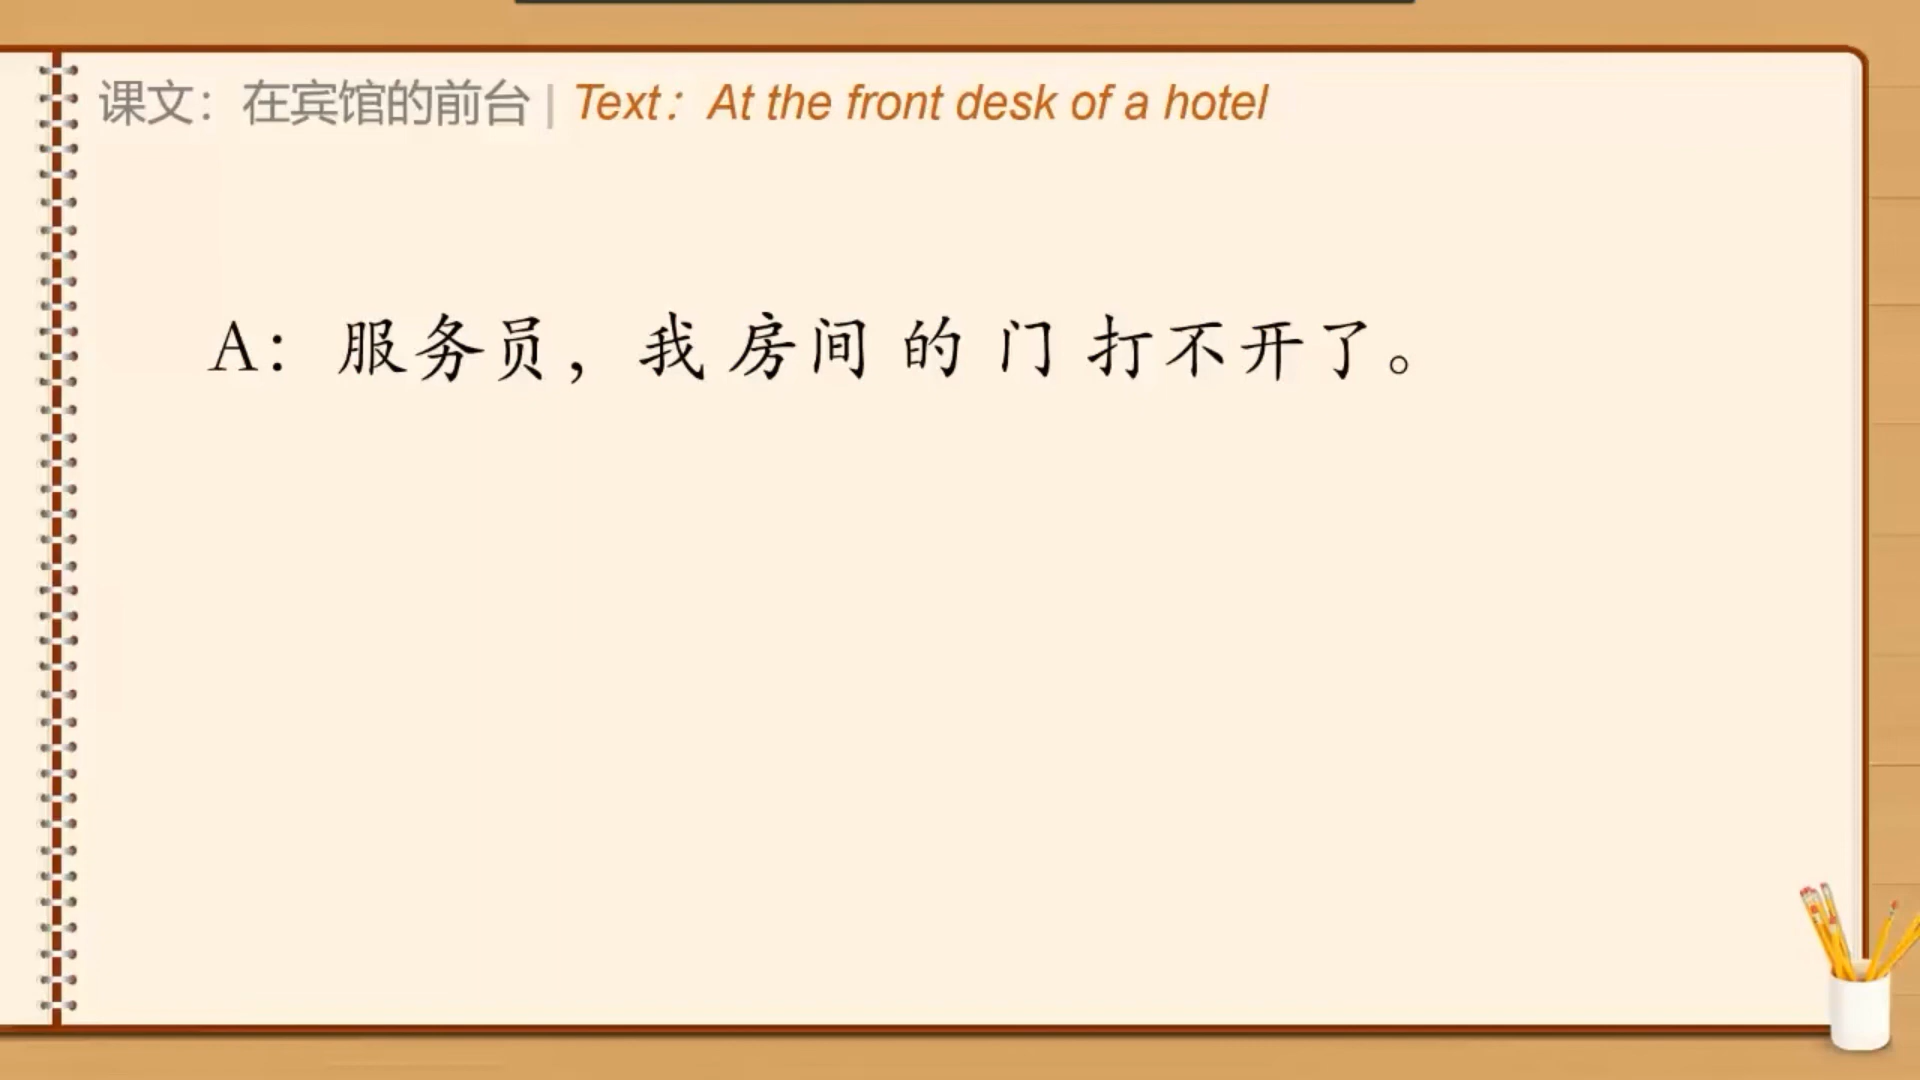 课文：在宾馆的前台 | Text：At the front desk of a hotel
A：服务员，我 房间 的 门 打不开了。